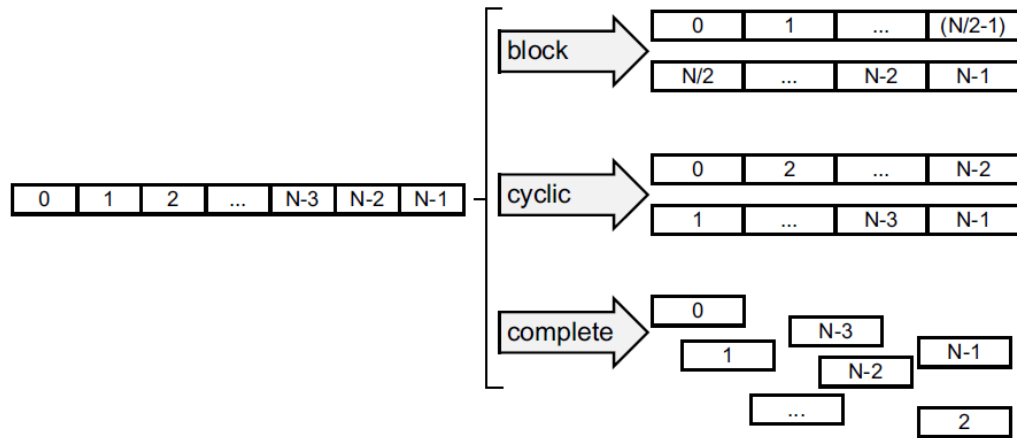 0 1 2 ... N-3 N-2 N-1
block
0 1 ... (N/2-1)
N/2 ... N-2 N-1
cyclic
0 2 ... N-2
1 ... N-3 N-1
complete
0
N-3
1
N-1
N-2
...
2